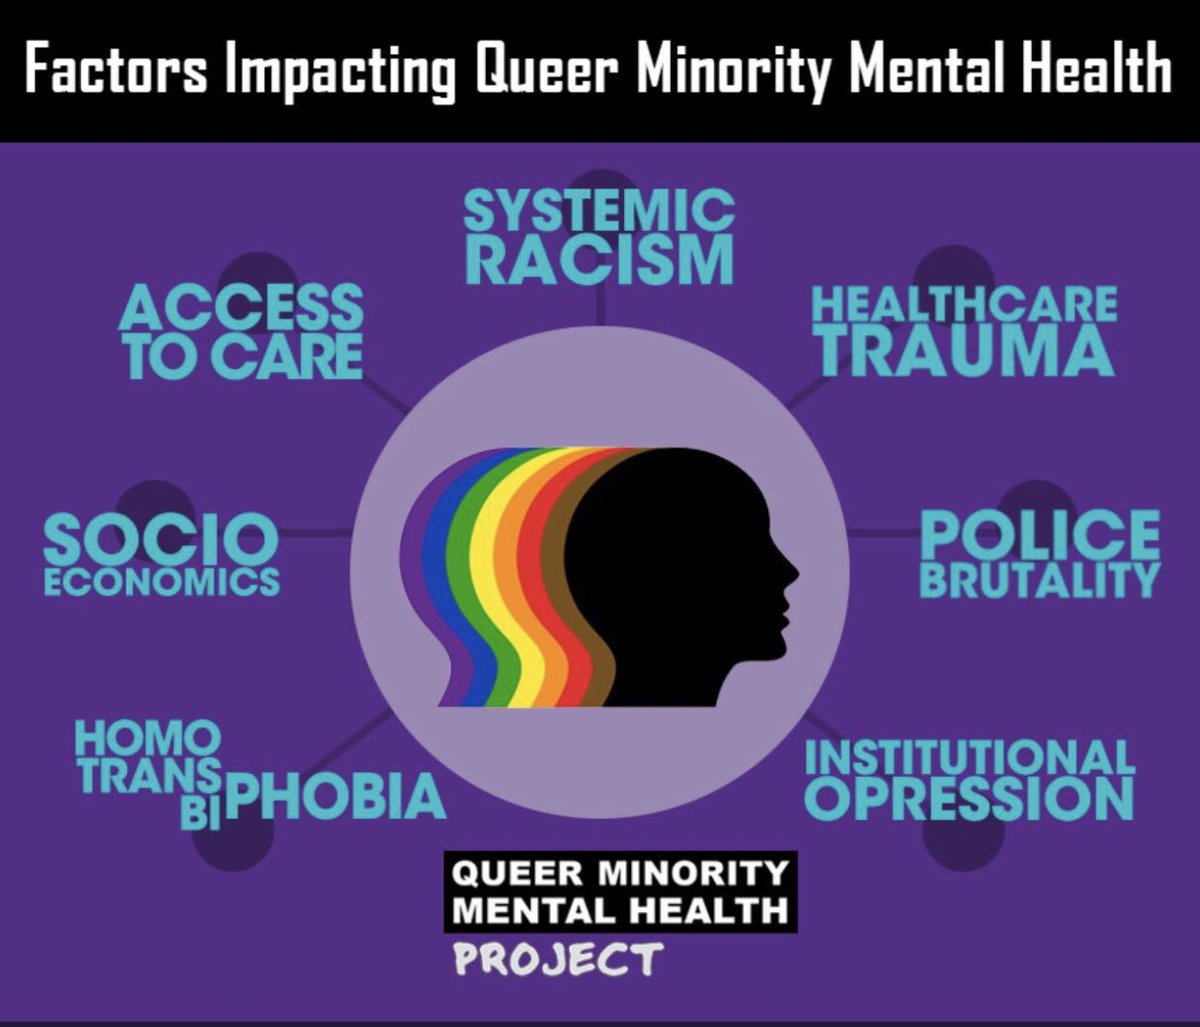 Factors Impacting Queer Minority Mental Health
SYSTEMIC
RACISM
ACCESS
TO CARE
HEALTHCARE
TRAUMA
SOCIO
ECONOMICS
POLICE
BRUTALITY
HOMO
TRANS
BI PHOBIA
INSTITUTIONAL
OPRESSION
QUEER MINORITY
MENTAL HEALTH
PROJECT